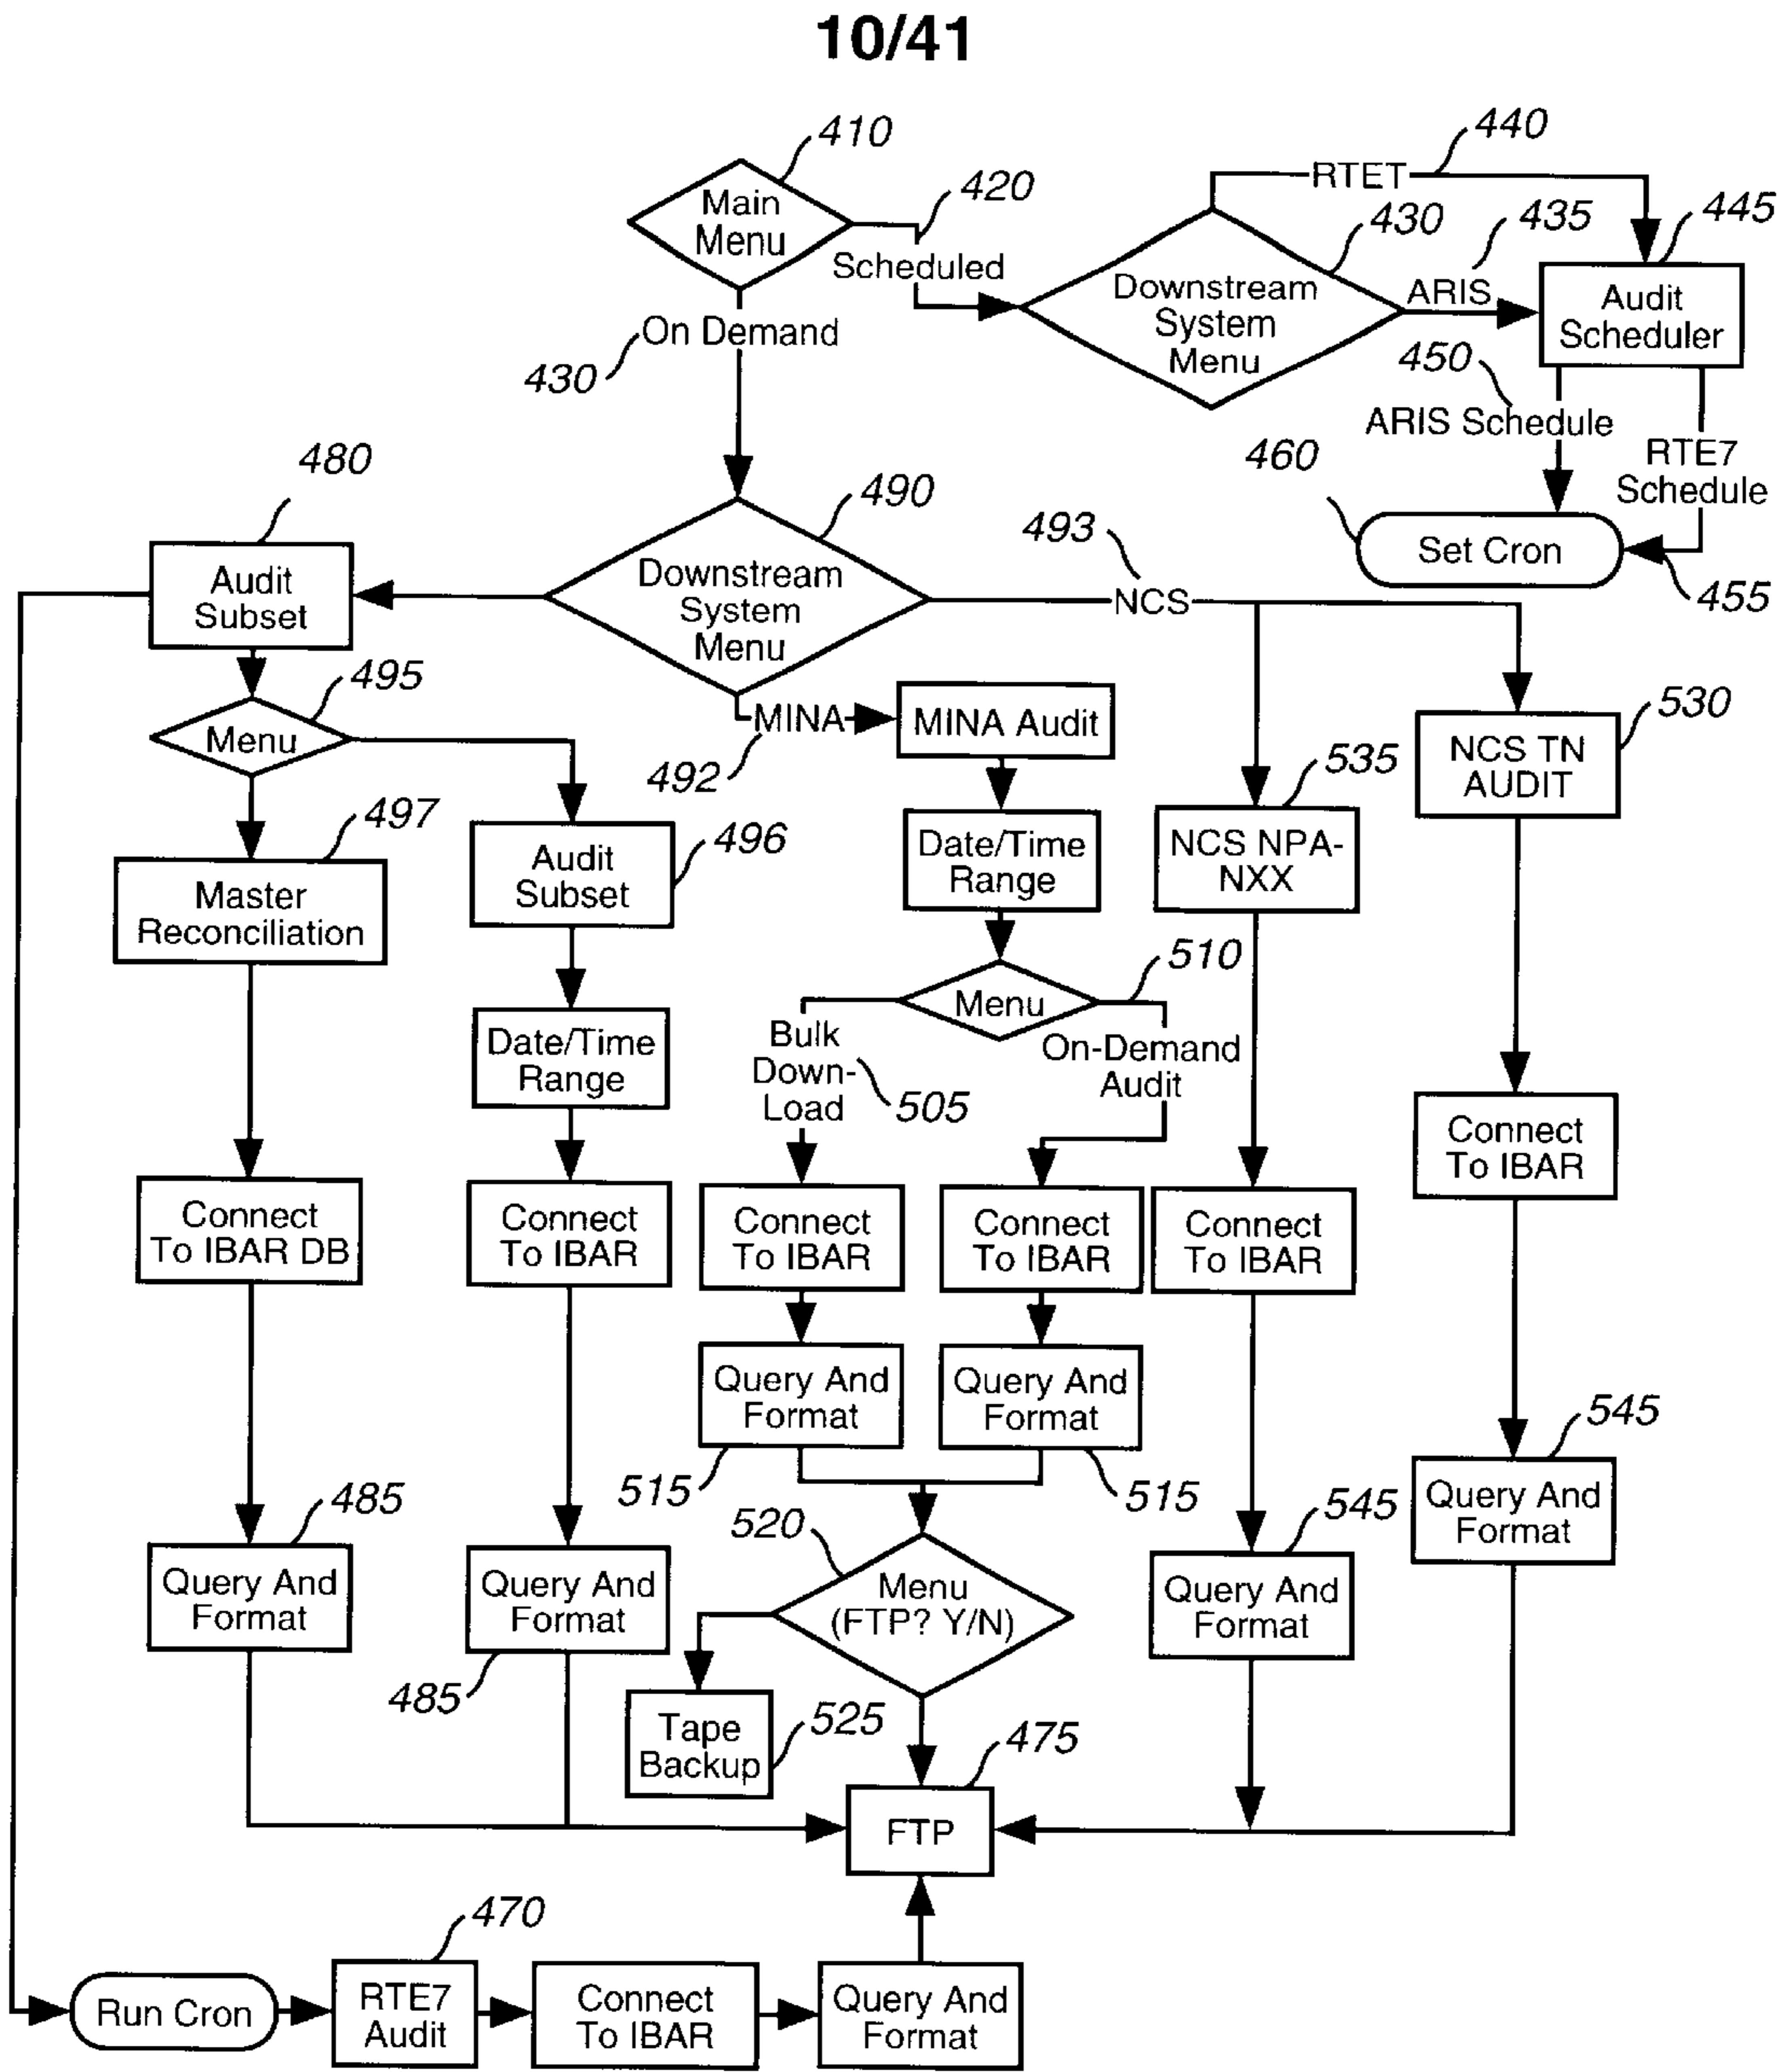 10/41
410
Main
Menu
420
Scheduled
On Demand
430
440
RTET
430
435
ARIS
445
Downstream
System
Menu
Audit
Scheduler
450
ARIS Schedule
RTE7
Schedule
460
Set Cron
455
480
Audit
Subset
490
Downstream
System
Menu
493
NCS
495
Menu
MINA
492
MINA Audit
530
NCS TN
AUDIT
497
Master
Reconciliation
496
Audit
Subset
Date/Time
Range
535
NCS NPA-
NXX
510
Menu
Date/Time
Range
Bulk
Down-
Load
505
On-Demand
Audit
Connect
To IBAR
Connect
To IBAR DB
Connect
To IBAR
Connect
To IBAR
Connect
To IBAR
Connect
To IBAR
Query And
Format
Query And
Format
515
515
545
Query And
Format
485
Query And
Format
Query And
Format
485
520
Menu
(FTP? Y/N)
545
Query And
Format
Tape
Backup
525
475
FTP
470
Run Cron
RTE7
Audit
Connect
To IBAR
Query And
Format